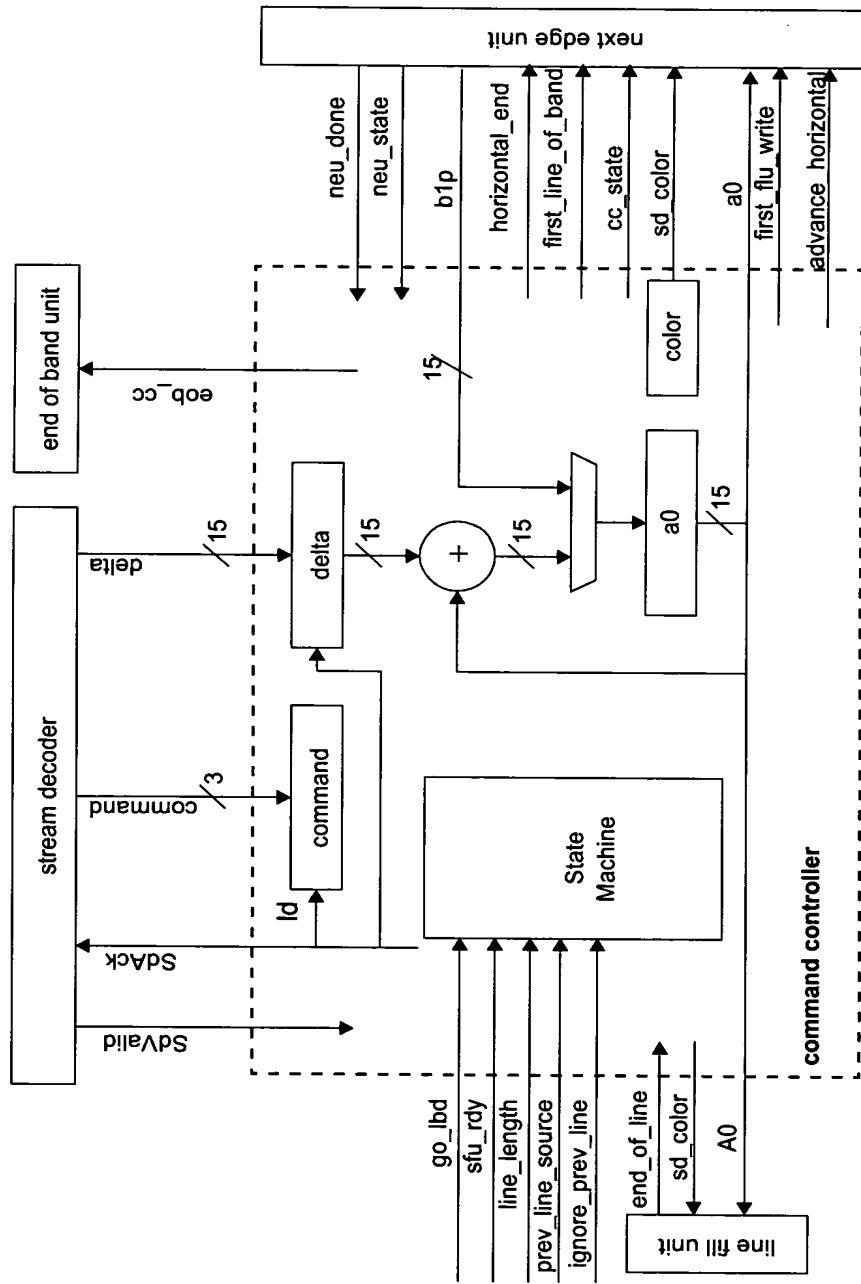 stream decoder
end of band unit
SdValid
SdAck
command
3
delta
15
eob_cc
neu_done
neu_state
b1p
15
horizontal_end
first_line_of_band
cc_state
sd_color
a0
first_flu_write
advance_horizontal
next edge unit
ld
command
delta
15
+
15
a0
15
color
State
Machine
go_lbd
sfu_rdy
line_length
prev_line_source
ignore_prev_line
end_of_line
sd_color
A0
line fill unit
command controller